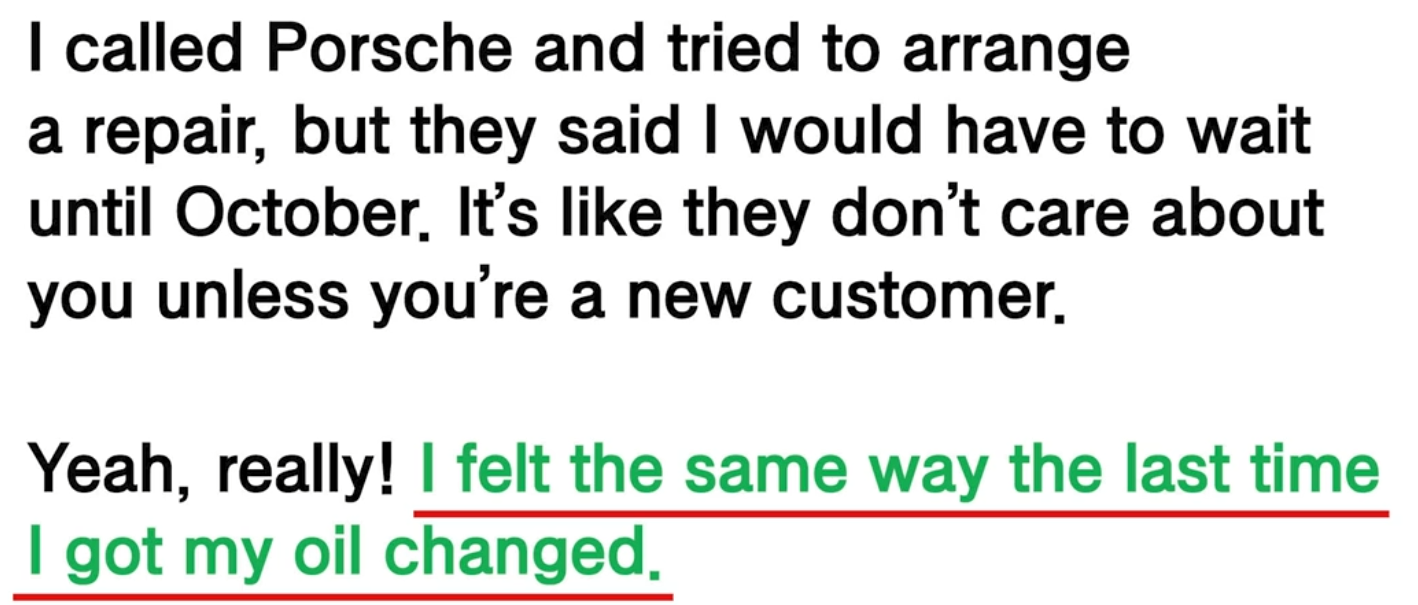 I called Porsche and tried to arrange
a repair, but they said I would have to wait
until October. It’s like they don’t care about
you unless you’re a new customer.
Yeah, really! I felt the same way the last time
I got my oil changed.